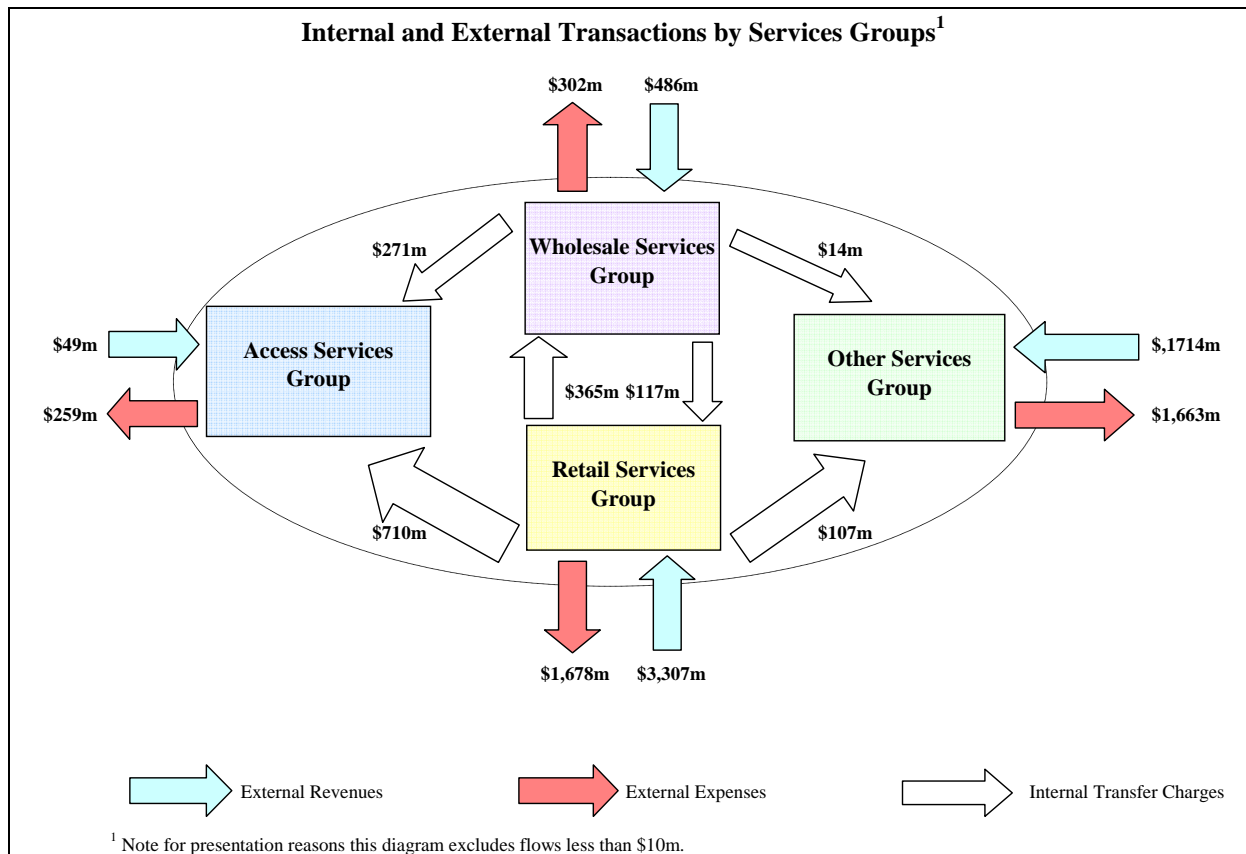 Internal and External Transactions by Services Groups1
$302m
$486m
Wholesale Services
Group
$271m
$14m
$49m
Access Services
Group
$259m
Other Services
Group
$,1714m
$1,663m
$365m
$117m
Retail Services
Group
$710m
$107m
$1,678m
$3,307m
External Revenues
External Expenses
Internal Transfer Charges
1 Note for presentation reasons this diagram excludes flows less than $10m.